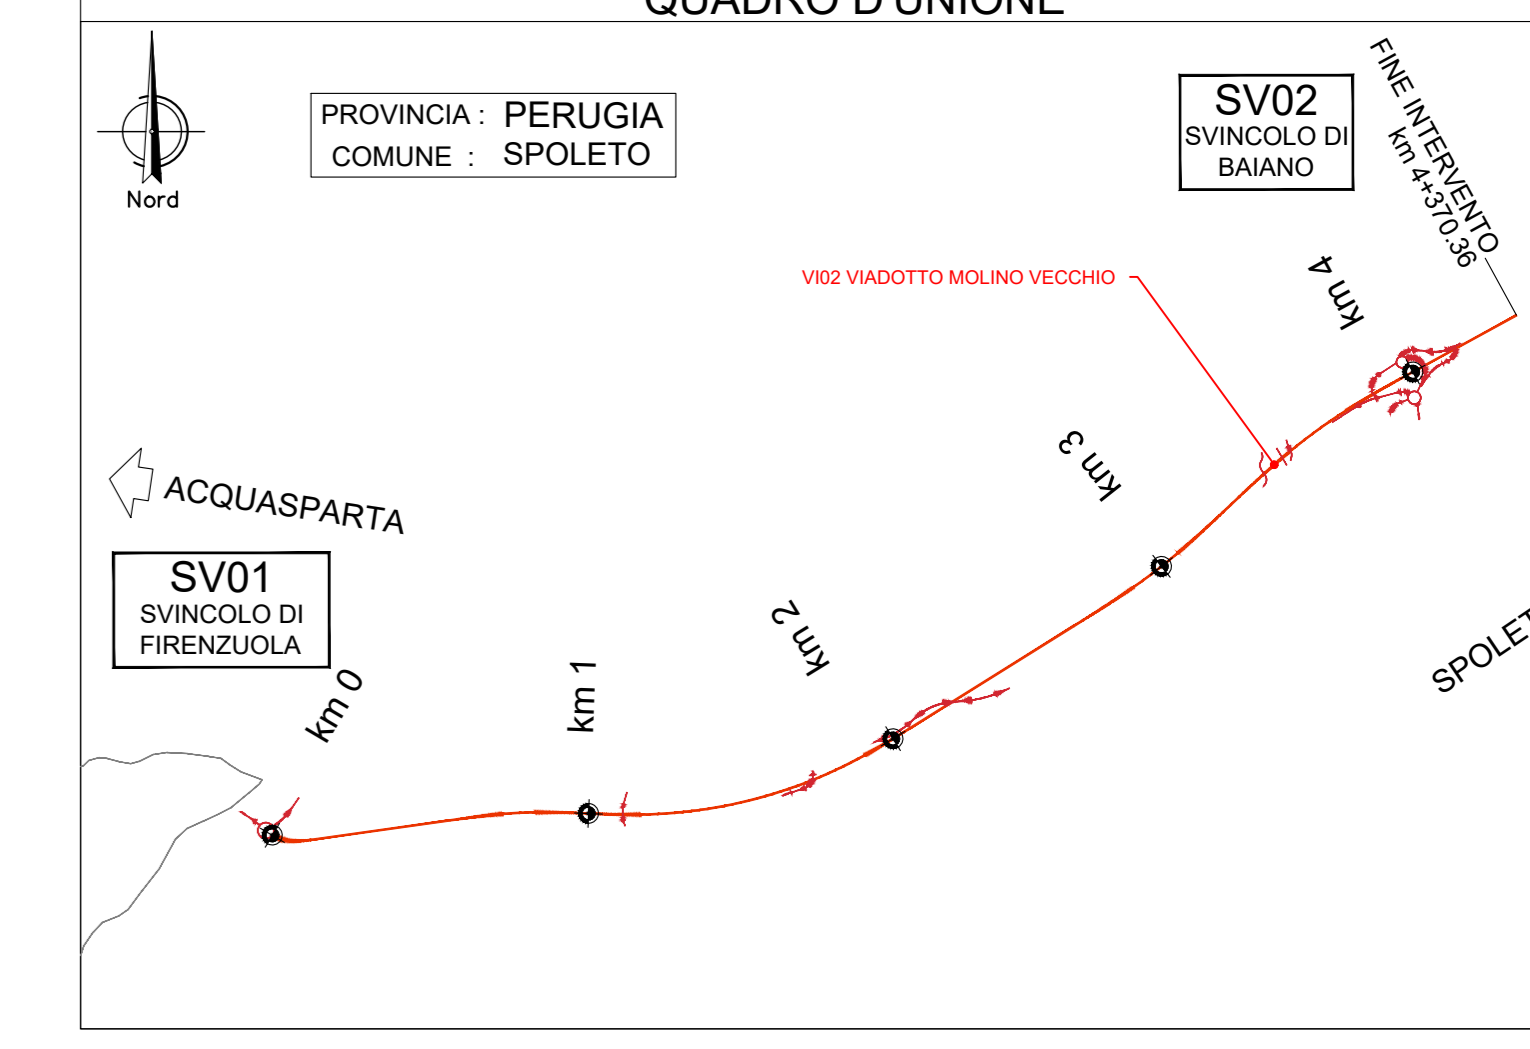 QUADRO D'UNIONE
Nord
PROVINCIA : PERUGIA
COMUNE : SPOLETO
SV02
SVINCOLO DI
BAIANO
FINE INTERVENTO
km 4+370.36
VI02 VIADOTTO MOLINO VECCHIO
km 4
km 3
ACQUASPARTA
SV01
SVINCOLO DI
FIRENZUOLA
km 2
km 1
km 0